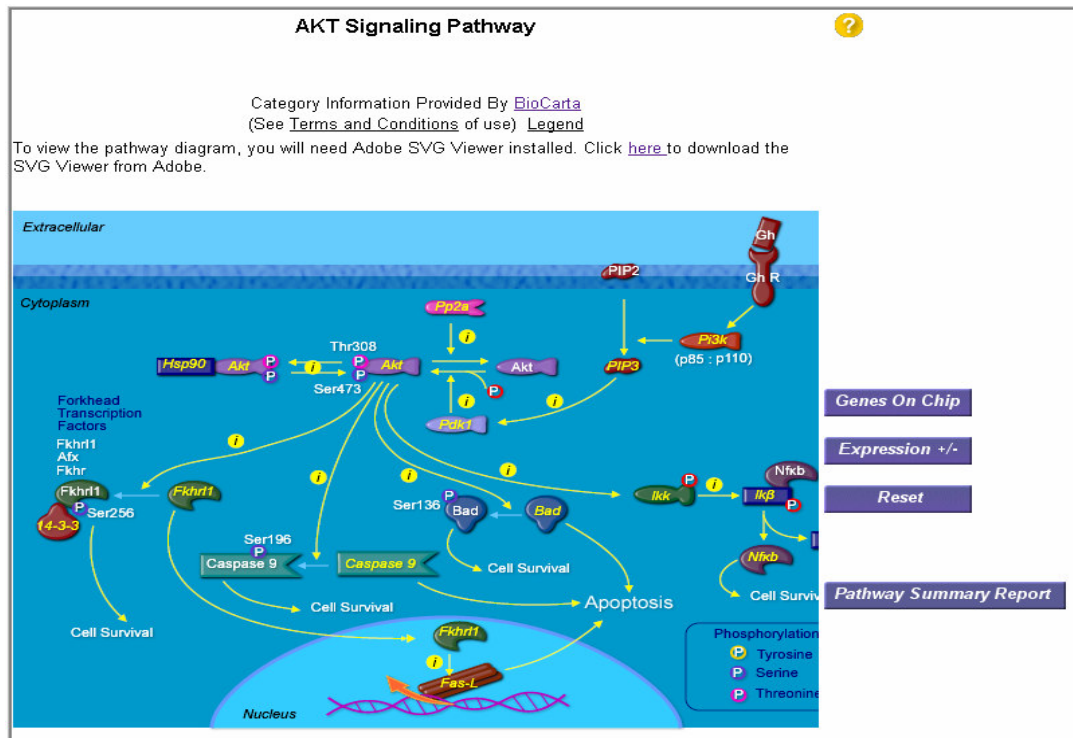 AKT Signaling Pathway
?
Category Information Provided By BioCarta
(See Terms and Conditions of use) Legend
To view the pathway diagram, you will need Adobe SVG Viewer installed. Click here to download the
SVG Viewer from Adobe.
Extracellular
Gh
PIP2
Gh R
Cytoplasm
Pp2a
i
Pi3k
(p85 : p110)
Thr308
Hsp90 Akt P P
i
P P Akt
Akt
PIP3
Ser473
P
i
i
Pdk1
Genes On Chip
Forkhead
Transcription
Factors
Fkhrl1
Afx
Fkhr
i
i
i
i
Expression +/-
Nfκb
P
Ikk
i
Ikβ
P
Fkhrl1
P
Ser256
14-3-3
Fkhrl1
Ser136
P
Bad
i
Bad
Reset
Ser196
P
Caspase 9
Caspase 9
Cell Survival
Nfκb
Cell Surviv
Pathway Summary Report
Cell Survival
Apoptosis
Cell Survival
Fkhrl1
i
Fas-L
Nucleus
Phosphorylation
P Tyrosine
P Serine
P Threonine